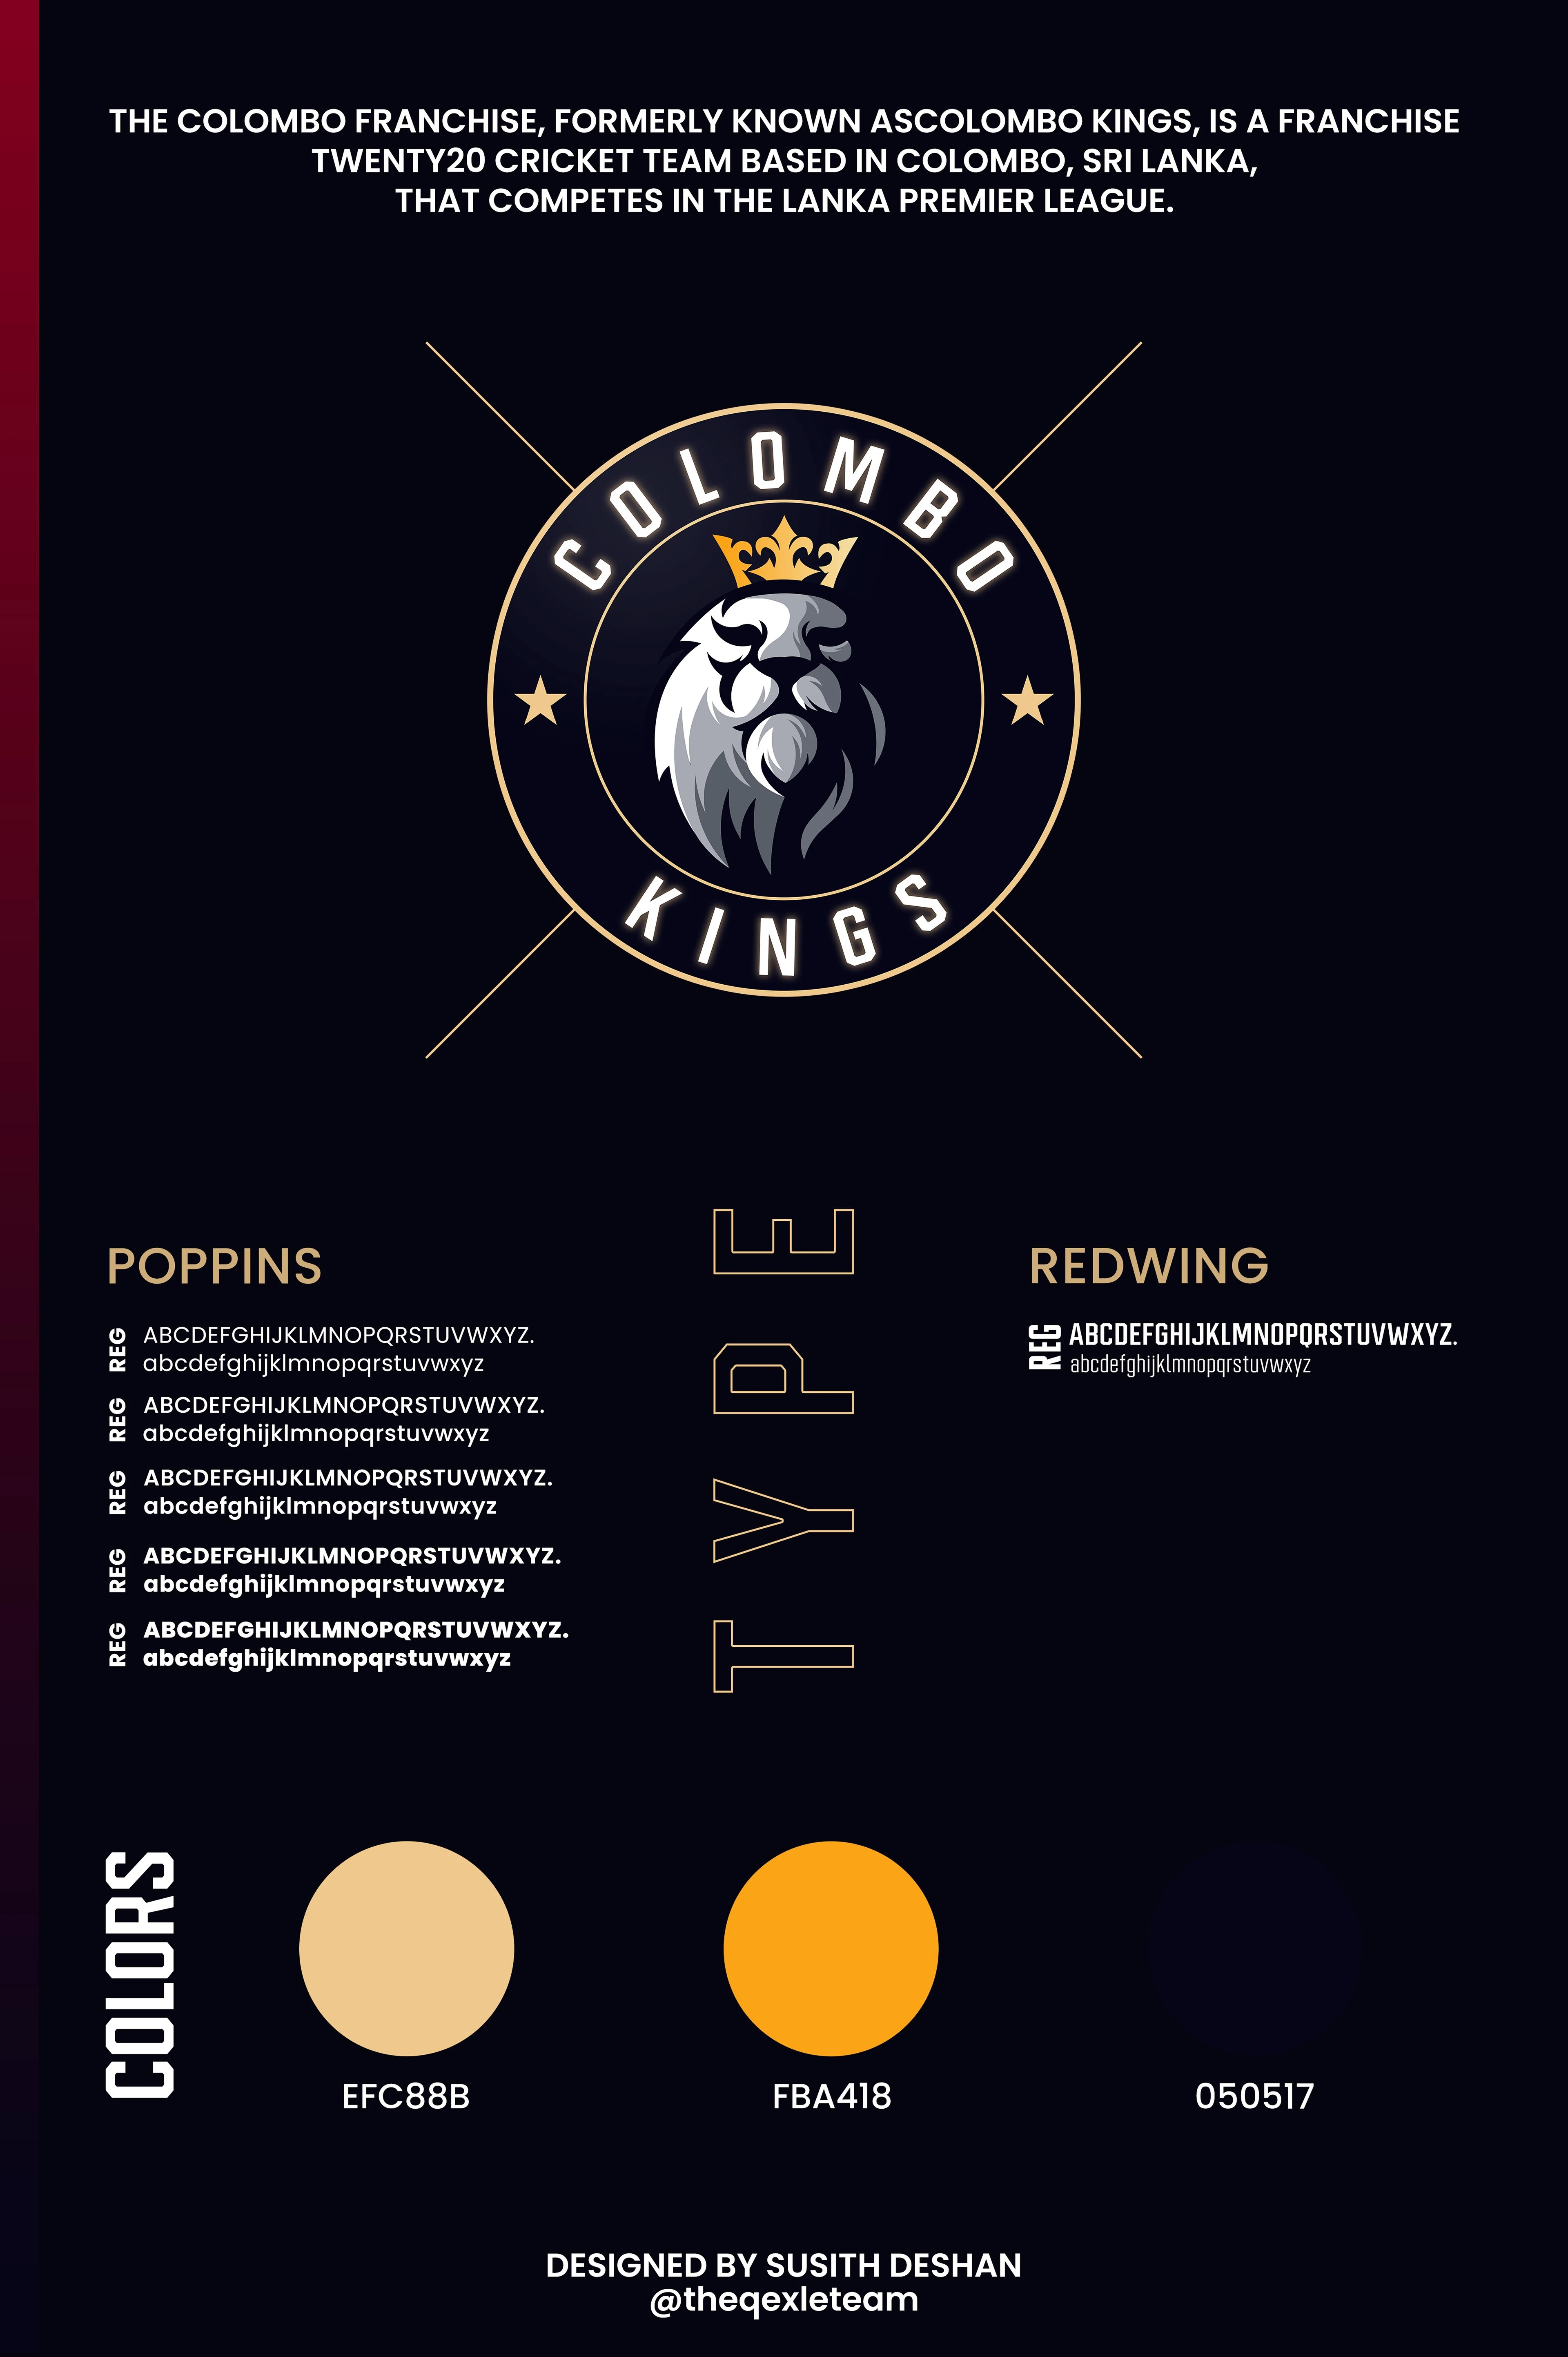 THE COLOMBO FRANCHISE, FORMERLY KNOWN ASCOLOMBO KINGS, IS A FRANCHISE
TWENTY20 CRICKET TEAM BASED IN COLOMBO, SRI LANKA,
THAT COMPETES IN THE LANKA PREMIER LEAGUE.
COLOMBO
KINGS
POPPINS
REG
ABCDEFGHIJKLMNOPQRSTUVWXYZ.
abcdefghijklmnopqrstuvwxyz
REG
ABCDEFGHIJKLMNOPQRSTUVWXYZ.
abcdefghijklmnopqrstuvwxyz
REG
ABCDEFGHIJKLMNOPQRSTUVWXYZ.
abcdefghijklmnopqrstuvwxyz
REG
ABCDEFGHIJKLMNOPQRSTUVWXYZ.
abcdefghijklmnopqrstuvwxyz
REG
ABCDEFGHIJKLMNOPQRSTUVWXYZ.
abcdefghijklmnopqrstuvwxyz
TYPE
REDWING
REG
ABCDEFGHIJKLMNOPQRSTUVWXYZ.
abcdefghijklmnopqrstuvwxyz
COLORS
EFC88B
FBA418
050517
DESIGNED BY SUSITH DESHAN
@theqexleteam